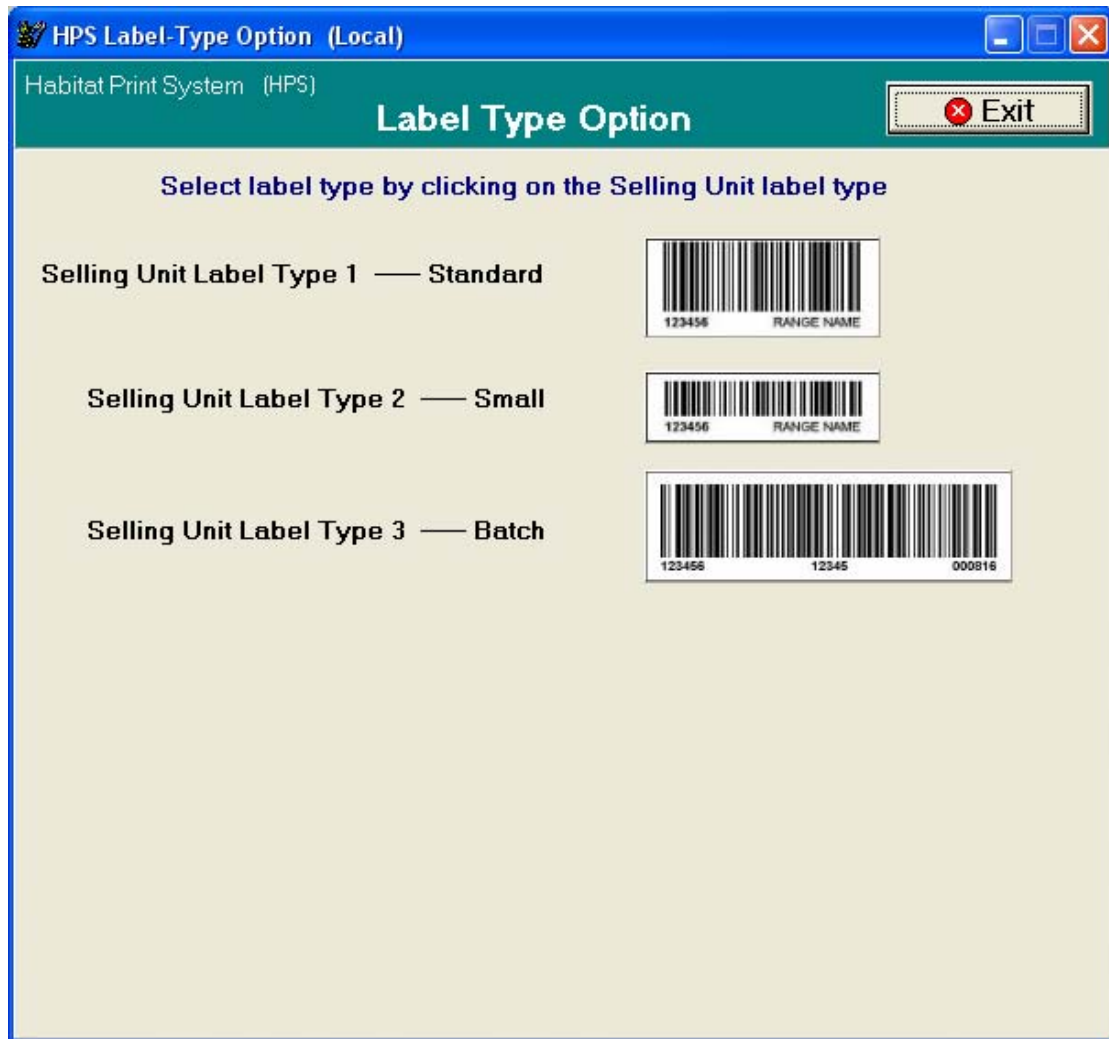 HPS Label-Type Option (Local)
Habitat Print System (HPS)
Label Type Option
Exit
Select label type by clicking on the Selling Unit label type
Selling Unit Label Type 1 —— Standard
123456 RANGE NAME
Selling Unit Label Type 2 —— Small
123456 RANGE NAME
Selling Unit Label Type 3 —— Batch
123456 12345 000816